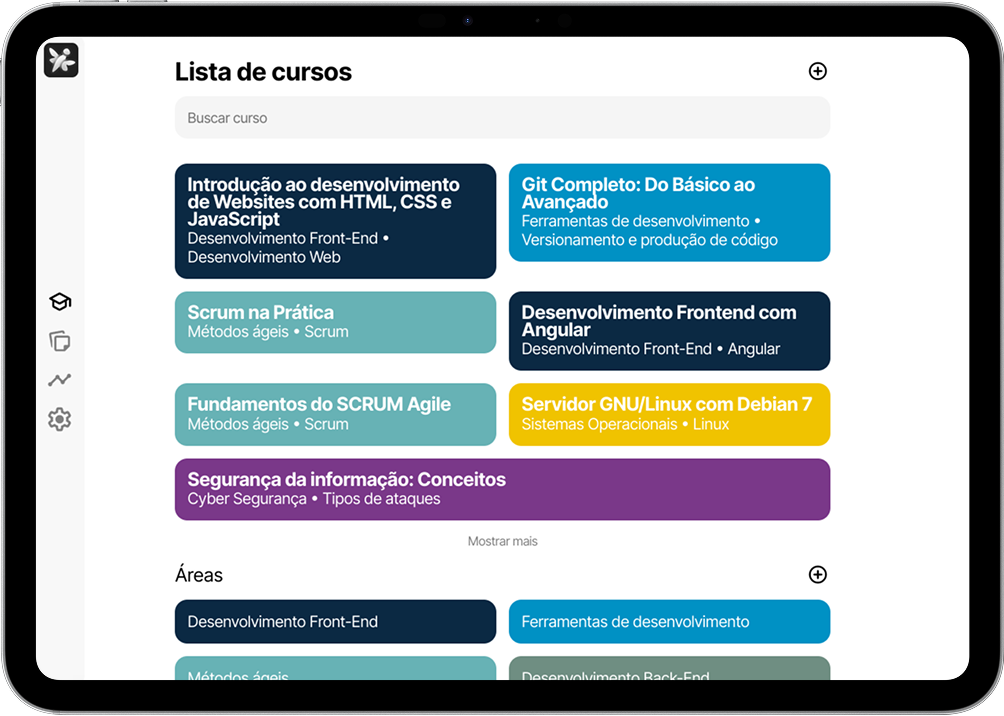 Lista de cursos
Buscar curso
Introdução ao desenvolvimento
de Websites com HTML, CSS e
JavaScript
Desenvolvimento Front-End •
Desenvolvimento Web
Git Completo: Do Básico ao
Avançado
Ferramentas de desenvolvimento •
Versionamento e produção de código
Scrum na Prática
Métodos ágeis • Scrum
Desenvolvimento Frontend com
Angular
Desenvolvimento Front-End • Angular
Fundamentos do SCRUM Agile
Métodos ágeis • Scrum
Servidor GNU/Linux com Debian 7
Sistemas Operacionais • Linux
Segurança da informação: Conceitos
Cyber Segurança • Tipos de ataques
Mostrar mais
Áreas
Desenvolvimento Front-End
Ferramentas de desenvolvimento
Métodos ágeis
Desenvolvimento Back-End